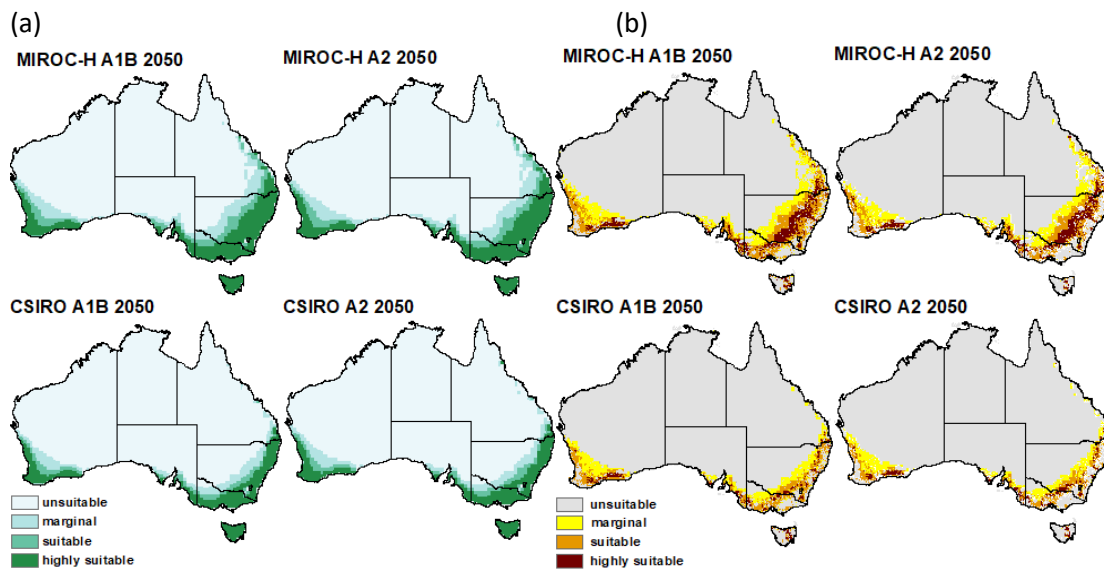 (a)
(b)
MIROC-H A1B 2050
MIROC-H A2 2050
MIROC-H A1B 2050
MIROC-H A2 2050
CSIRO A1B 2050
CSIRO A2 2050
CSIRO A1B 2050
CSIRO A2 2050
unsuitable
marginal
suitable
highly suitable
unsuitable
marginal
suitable
highly suitable